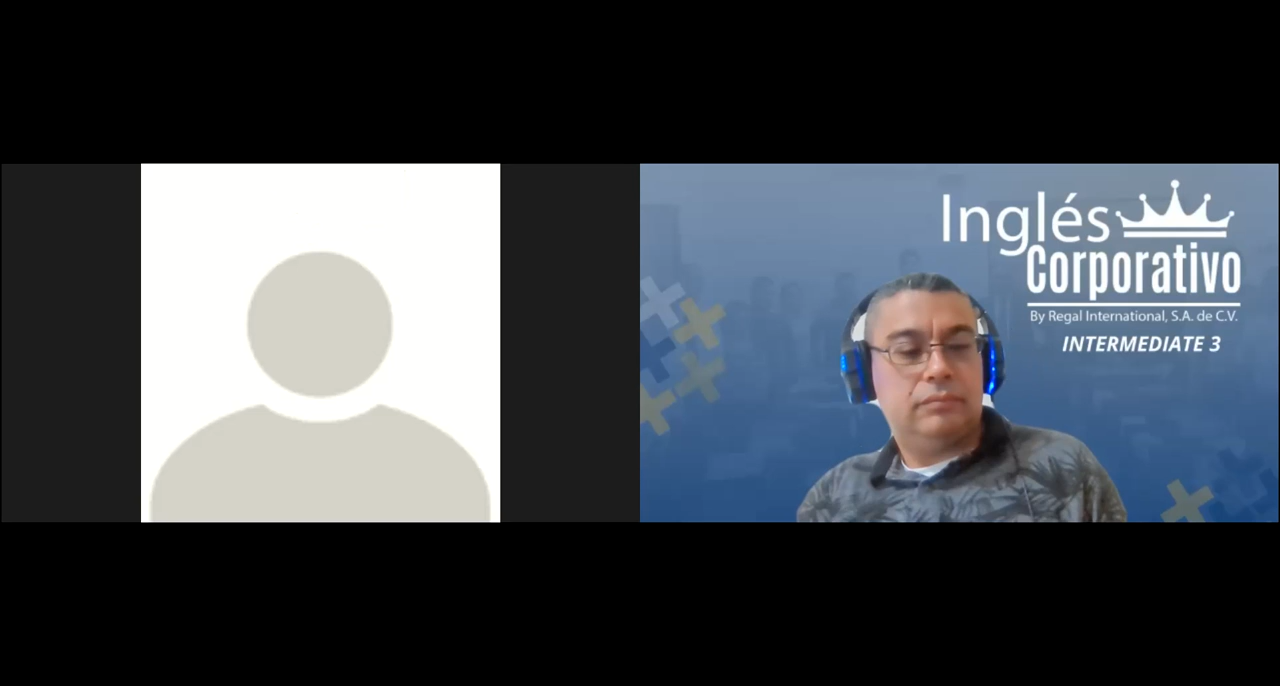 Inglés
Corporativo
By Regal International, S.A. de C.V.
INTERMEDIATE 3